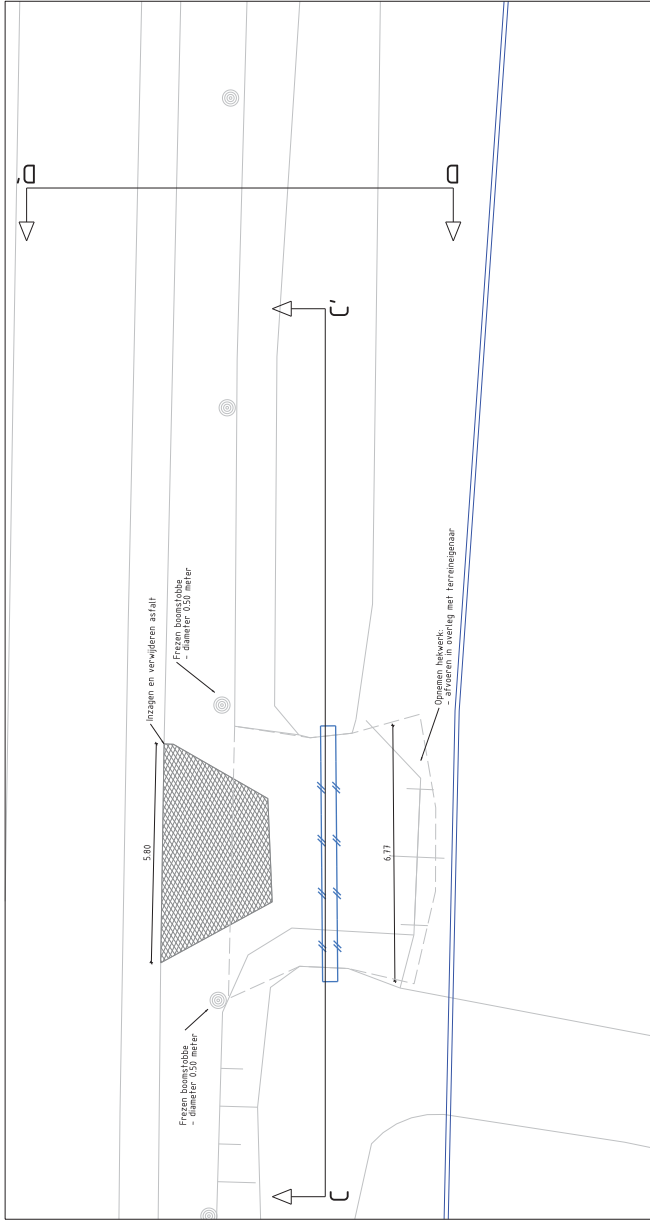 D'
D
C'
Inzagen en verwijderen asfalt
Frezen boomstobbe
- diameter 0.50 meter
Opnemen hekwerk:
- afvoeren in overleg met terreineigenaar
5.80
6.77
Frezen boomstobbe
- diameter 0.50 meter
C